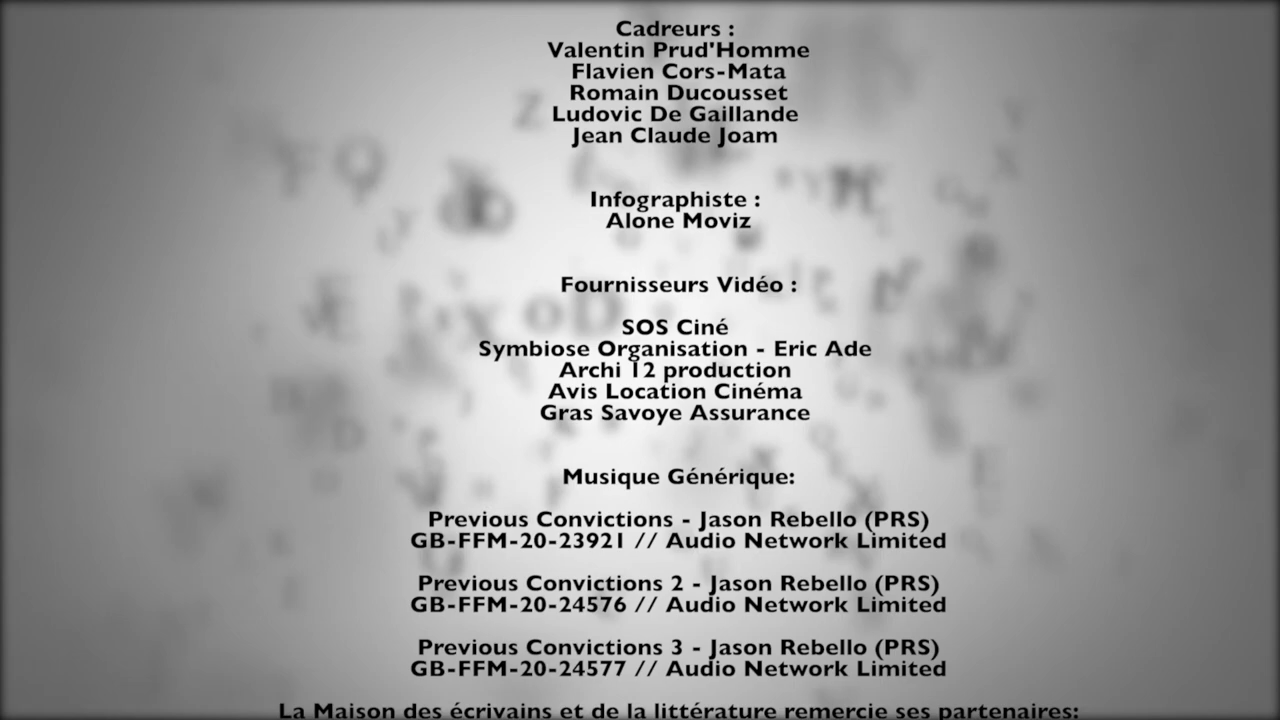 Cadreurs :
Valentin Prud'Homme
Flavien Cors-Mata
Romain Ducousset
Ludovic De Gaillande
Jean Claude Joam
Infographiste :
Alone Moviz
Fournisseurs Vidéo :
SOS Ciné
Symbiose Organisation - Eric Ade
Archi 12 production
Avis Location Cinéma
Gras Savoye Assurance
Musique Générique:
Previous Convictions - Jason Rebello (PRS)
GB-FFM-20-23921 // Audio Network Limited
Previous Convictions 2 - Jason Rebello (PRS)
GB-FFM-20-24576 // Audio Network Limited
Previous Convictions 3 - Jason Rebello (PRS)
GB-FFM-20-24577 // Audio Network Limited
La Maison des écrivains et de la littérature remercie ses partenaires: